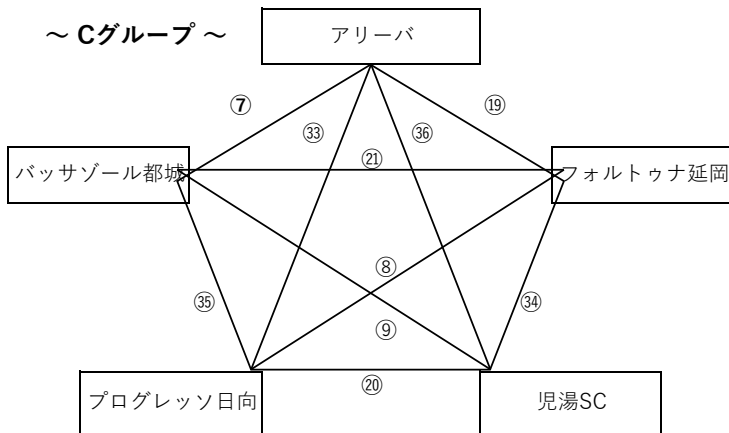 ～ Cグループ ～
アリーバ
⑦
⑲
㉝
㊱
バッサゾール都城
㉑
フォルトゥナ延岡
⑧
㉟
㉞
⑨
プログレッソ日向
⑳
児湯SC